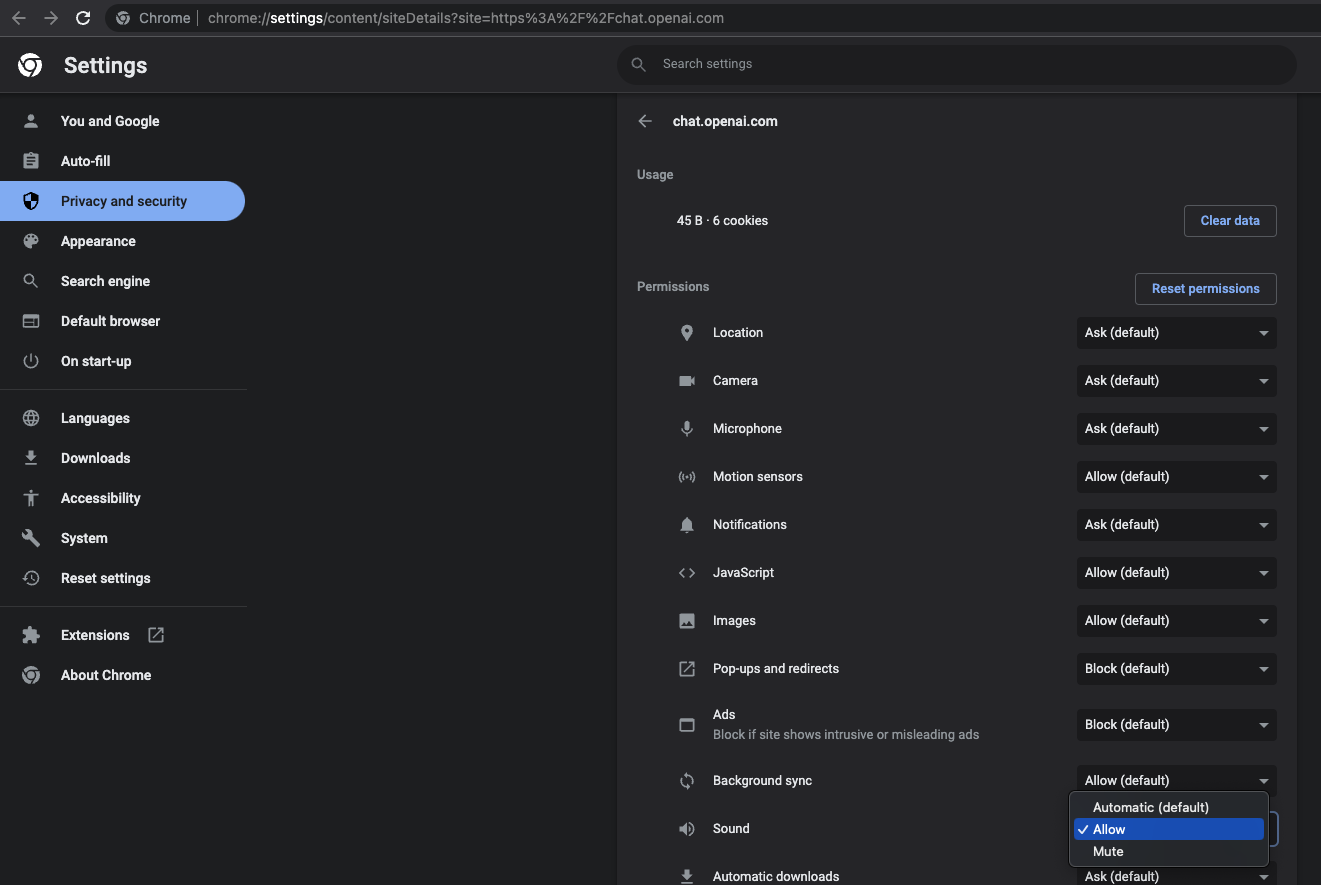 Chrome chrome://settings/content/siteDetails?site=https%3A%2F%2Fchat.openai.com
Settings
Search settings
You and Google
Auto-fill
Privacy and security
Appearance
Search engine
Default browser
On start-up
Languages
Downloads
Accessibility
System
Reset settings
Extensions
About Chrome
chat.openai.com
Usage
45 B · 6 cookies Clear data
Permissions Reset permissions
Location Ask (default)
Camera Ask (default)
Microphone Ask (default)
Motion sensors Allow (default)
Notifications Ask (default)
JavaScript Allow (default)
Images Allow (default)
Pop-ups and redirects Block (default)
Ads
Block if site shows intrusive or misleading ads Block (default)
Background sync Allow (default)
Automatic (default)
Sound Allow
Mute
Automatic downloads Ask (default)